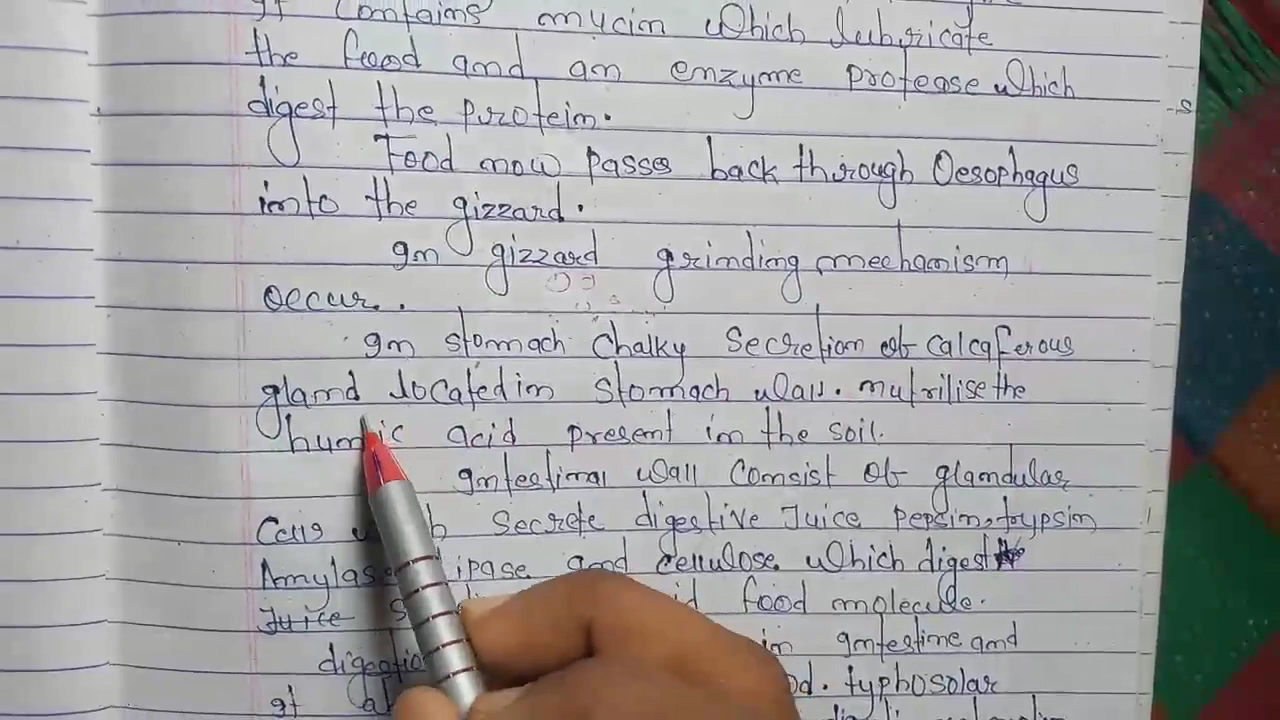 It contains mucin which lubricate
the food and an enzyme protease which
digest the protein.
Food now passes back through Oesophagus
into the gizzard.
In gizzard grinding mechanism
occur.
In stomach chalky secretion of calcaferous
gland located in stomach wall. nutrilise the
humic acid present in the soil.
Intestinal wall consist of glandular
Cells secrete digestive juice pepsin, trypsin
Amylase lipase and cellulose which digest the
Juice food molecule.
in intestine and
typhosolar